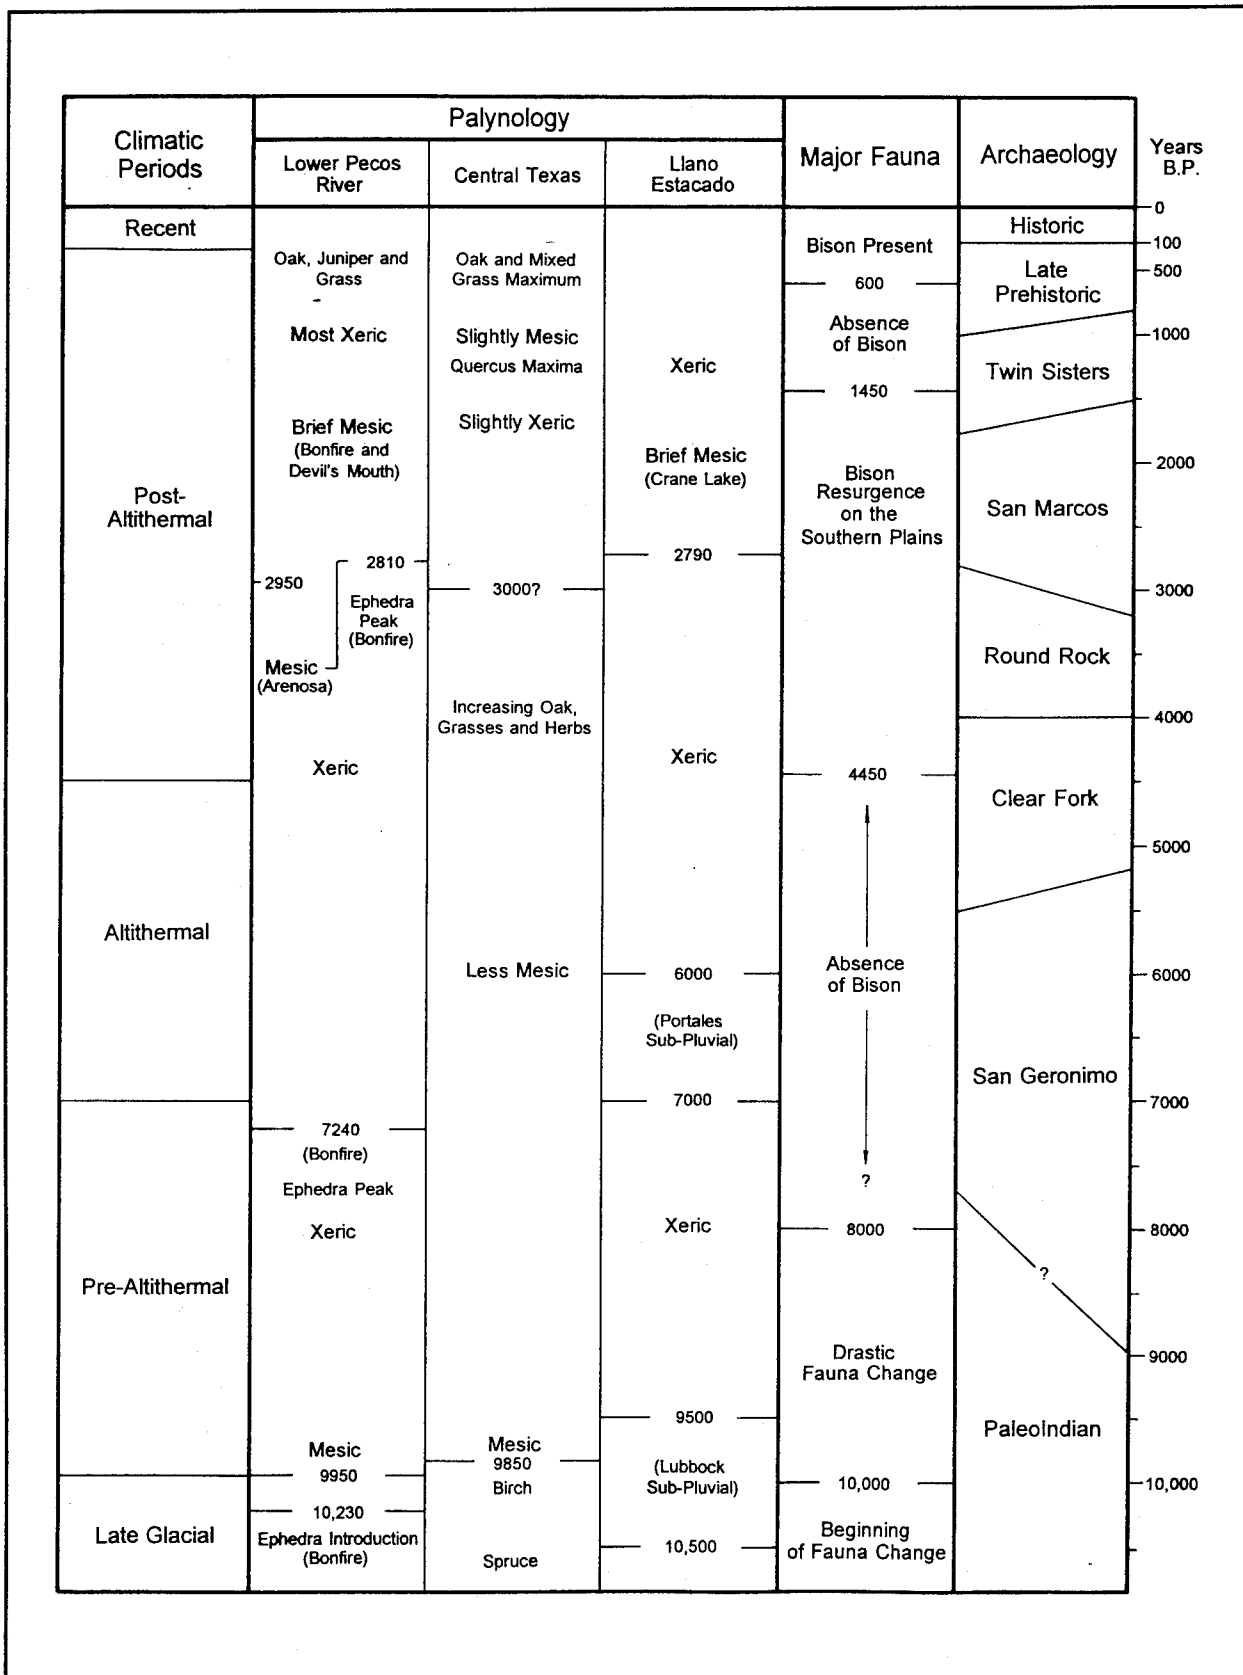 Climatic
Periods
Palynology
Lower Pecos
River
Central Texas
Llano
Estacado
Major Fauna
Archaeology
Years
B.P.
Recent
Post-
Altithermal
Altithermal
Pre-Altithermal
Late Glacial
Oak, Juniper and
Grass
Most Xeric
Brief Mesic
(Bonfire and
Devil's Mouth)
2810
2950
Ephedra
Peak
(Bonfire)
Mesic
(Arenosa)
Xeric
7240
(Bonfire)
Ephedra Peak
Xeric
Mesic
9950
10,230
Ephedra Introduction
(Bonfire)
Oak and Mixed
Grass Maximum
Slightly Mesic
Quercus Maxima
Slightly Xeric
3000?
Increasing Oak,
Grasses and Herbs
Less Mesic
Mesic
9850
Birch
Spruce
Xeric
Brief Mesic
(Crane Lake)
2790
Xeric
6000
(Portales
Sub-Pluvial)
7000
Xeric
9500
(Lubbock
Sub-Pluvial)
10,500
Bison Present
600
Absence
of Bison
1450
Bison
Resurgence
on the
Southern Plains
4450
Absence
of Bison
?
8000
Drastic
Fauna Change
10,000
Beginning
of Fauna Change
Historic
Late
Prehistoric
Twin Sisters
San Marcos
Round Rock
Clear Fork
San Geronimo
?
PaleoIndian
0
100
500
1000
2000
3000
4000
5000
6000
7000
8000
9000
10,000